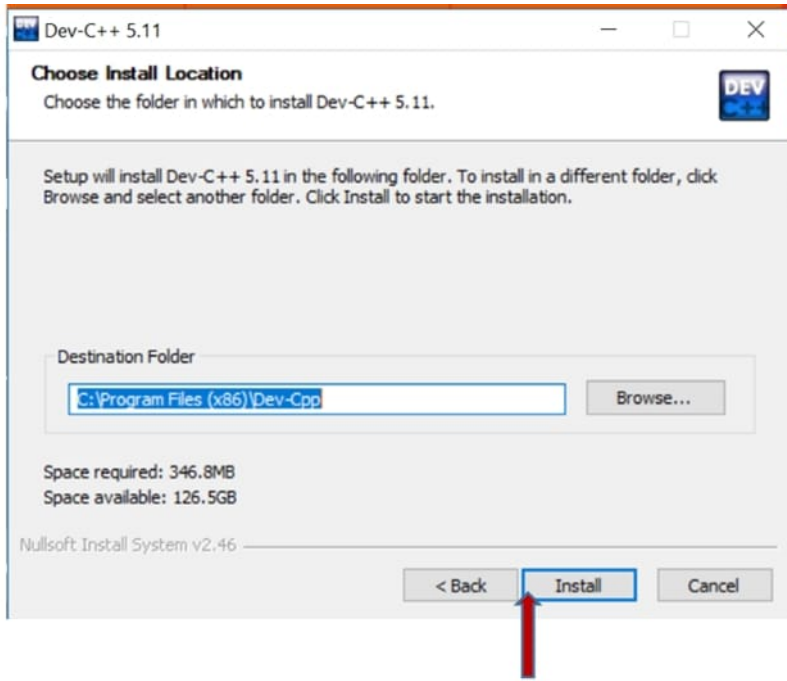 Dev-C++ 5.11
Choose Install Location
Choose the folder in which to install Dev-C++ 5.11.
DEV
C++
Setup will install Dev-C++ 5.11 in the following folder. To install in a different folder, click
Browse and select another folder. Click Install to start the installation.
Destination Folder
C:\Program Files (x86)\Dev-Cpp
Browse...
Space required: 346.8MB
Space available: 126.5GB
Nullsoft Install System v2.46
< Back
Install
Cancel